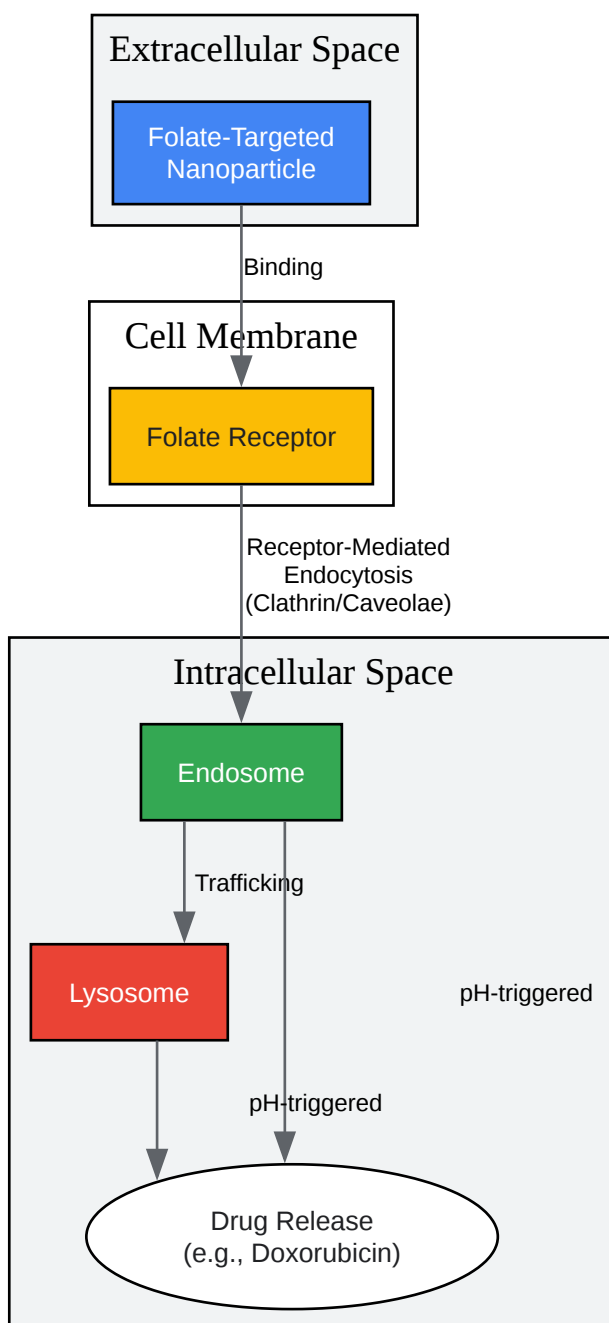 Extracellular Space
Folate-Targeted
Nanoparticle
Binding
Cell Membrane
Folate Receptor
Receptor-Mediated
Endocytosis
(Clathrin/Caveolae)
Intracellular Space
Endosome
Trafficking
Lysosome
pH-triggered
pH-triggered
Drug Release
(e.g., Doxorubicin)